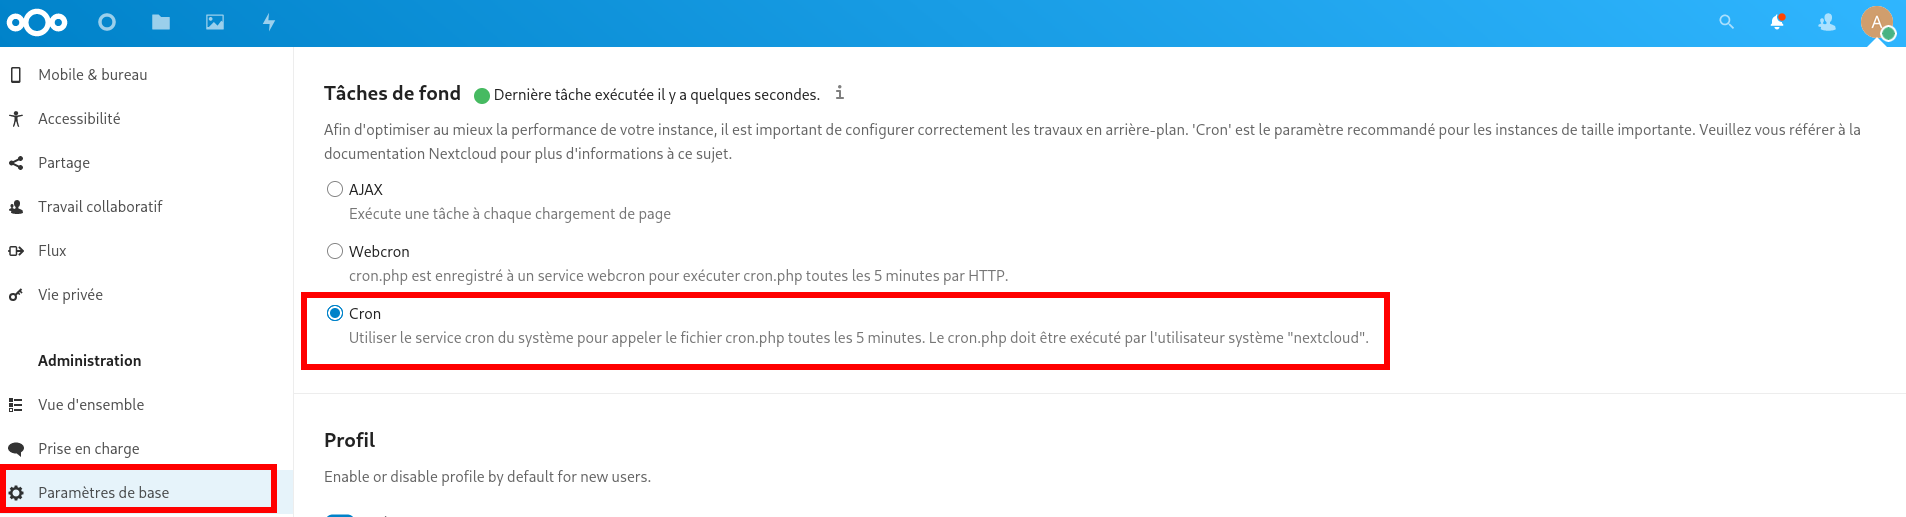 A
Mobile & bureau
Accessibilité
Partage
Travail collaboratif
Flux
Vie privée
Administration
Vue d'ensemble
Prise en charge
Paramètres de base
Tâches de fond
Dernière tâche exécutée il y a quelques secondes.
Afin d'optimiser au mieux la performance de votre instance, il est important de configurer correctement les travaux en arrière-plan. 'Cron' est le paramètre recommandé pour les instances de taille importante. Veuillez vous référer à la
documentation Nextcloud pour plus d'informations à ce sujet.
AJAX
Exécute une tâche à chaque chargement de page
Webcron
cron.php est enregistré à un service webcron pour exécuter cron.php toutes les 5 minutes par HTTP.
Cron
Utiliser le service cron du système pour appeler le fichier cron.php toutes les 5 minutes. Le cron.php doit être exécuté par l'utilisateur système "nextcloud".
Profil
Enable or disable profile by default for new users.